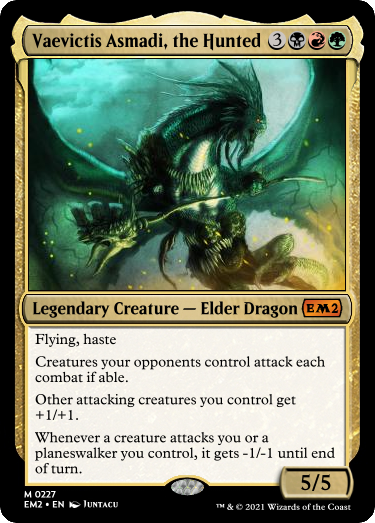 Vaevictis Asmadi, the Hunted 3
Legendary Creature — Elder Dragon EM2
Flying, haste
Creatures your opponents control attack each
combat if able.
Other attacking creatures you control get
+1/+1.
Whenever a creature attacks you or a
planeswalker you control, it gets -1/-1 until end
of turn.
5/5
M 0227
EM2 • EN Juntacu
™ & © 2021 Wizards of the Coast